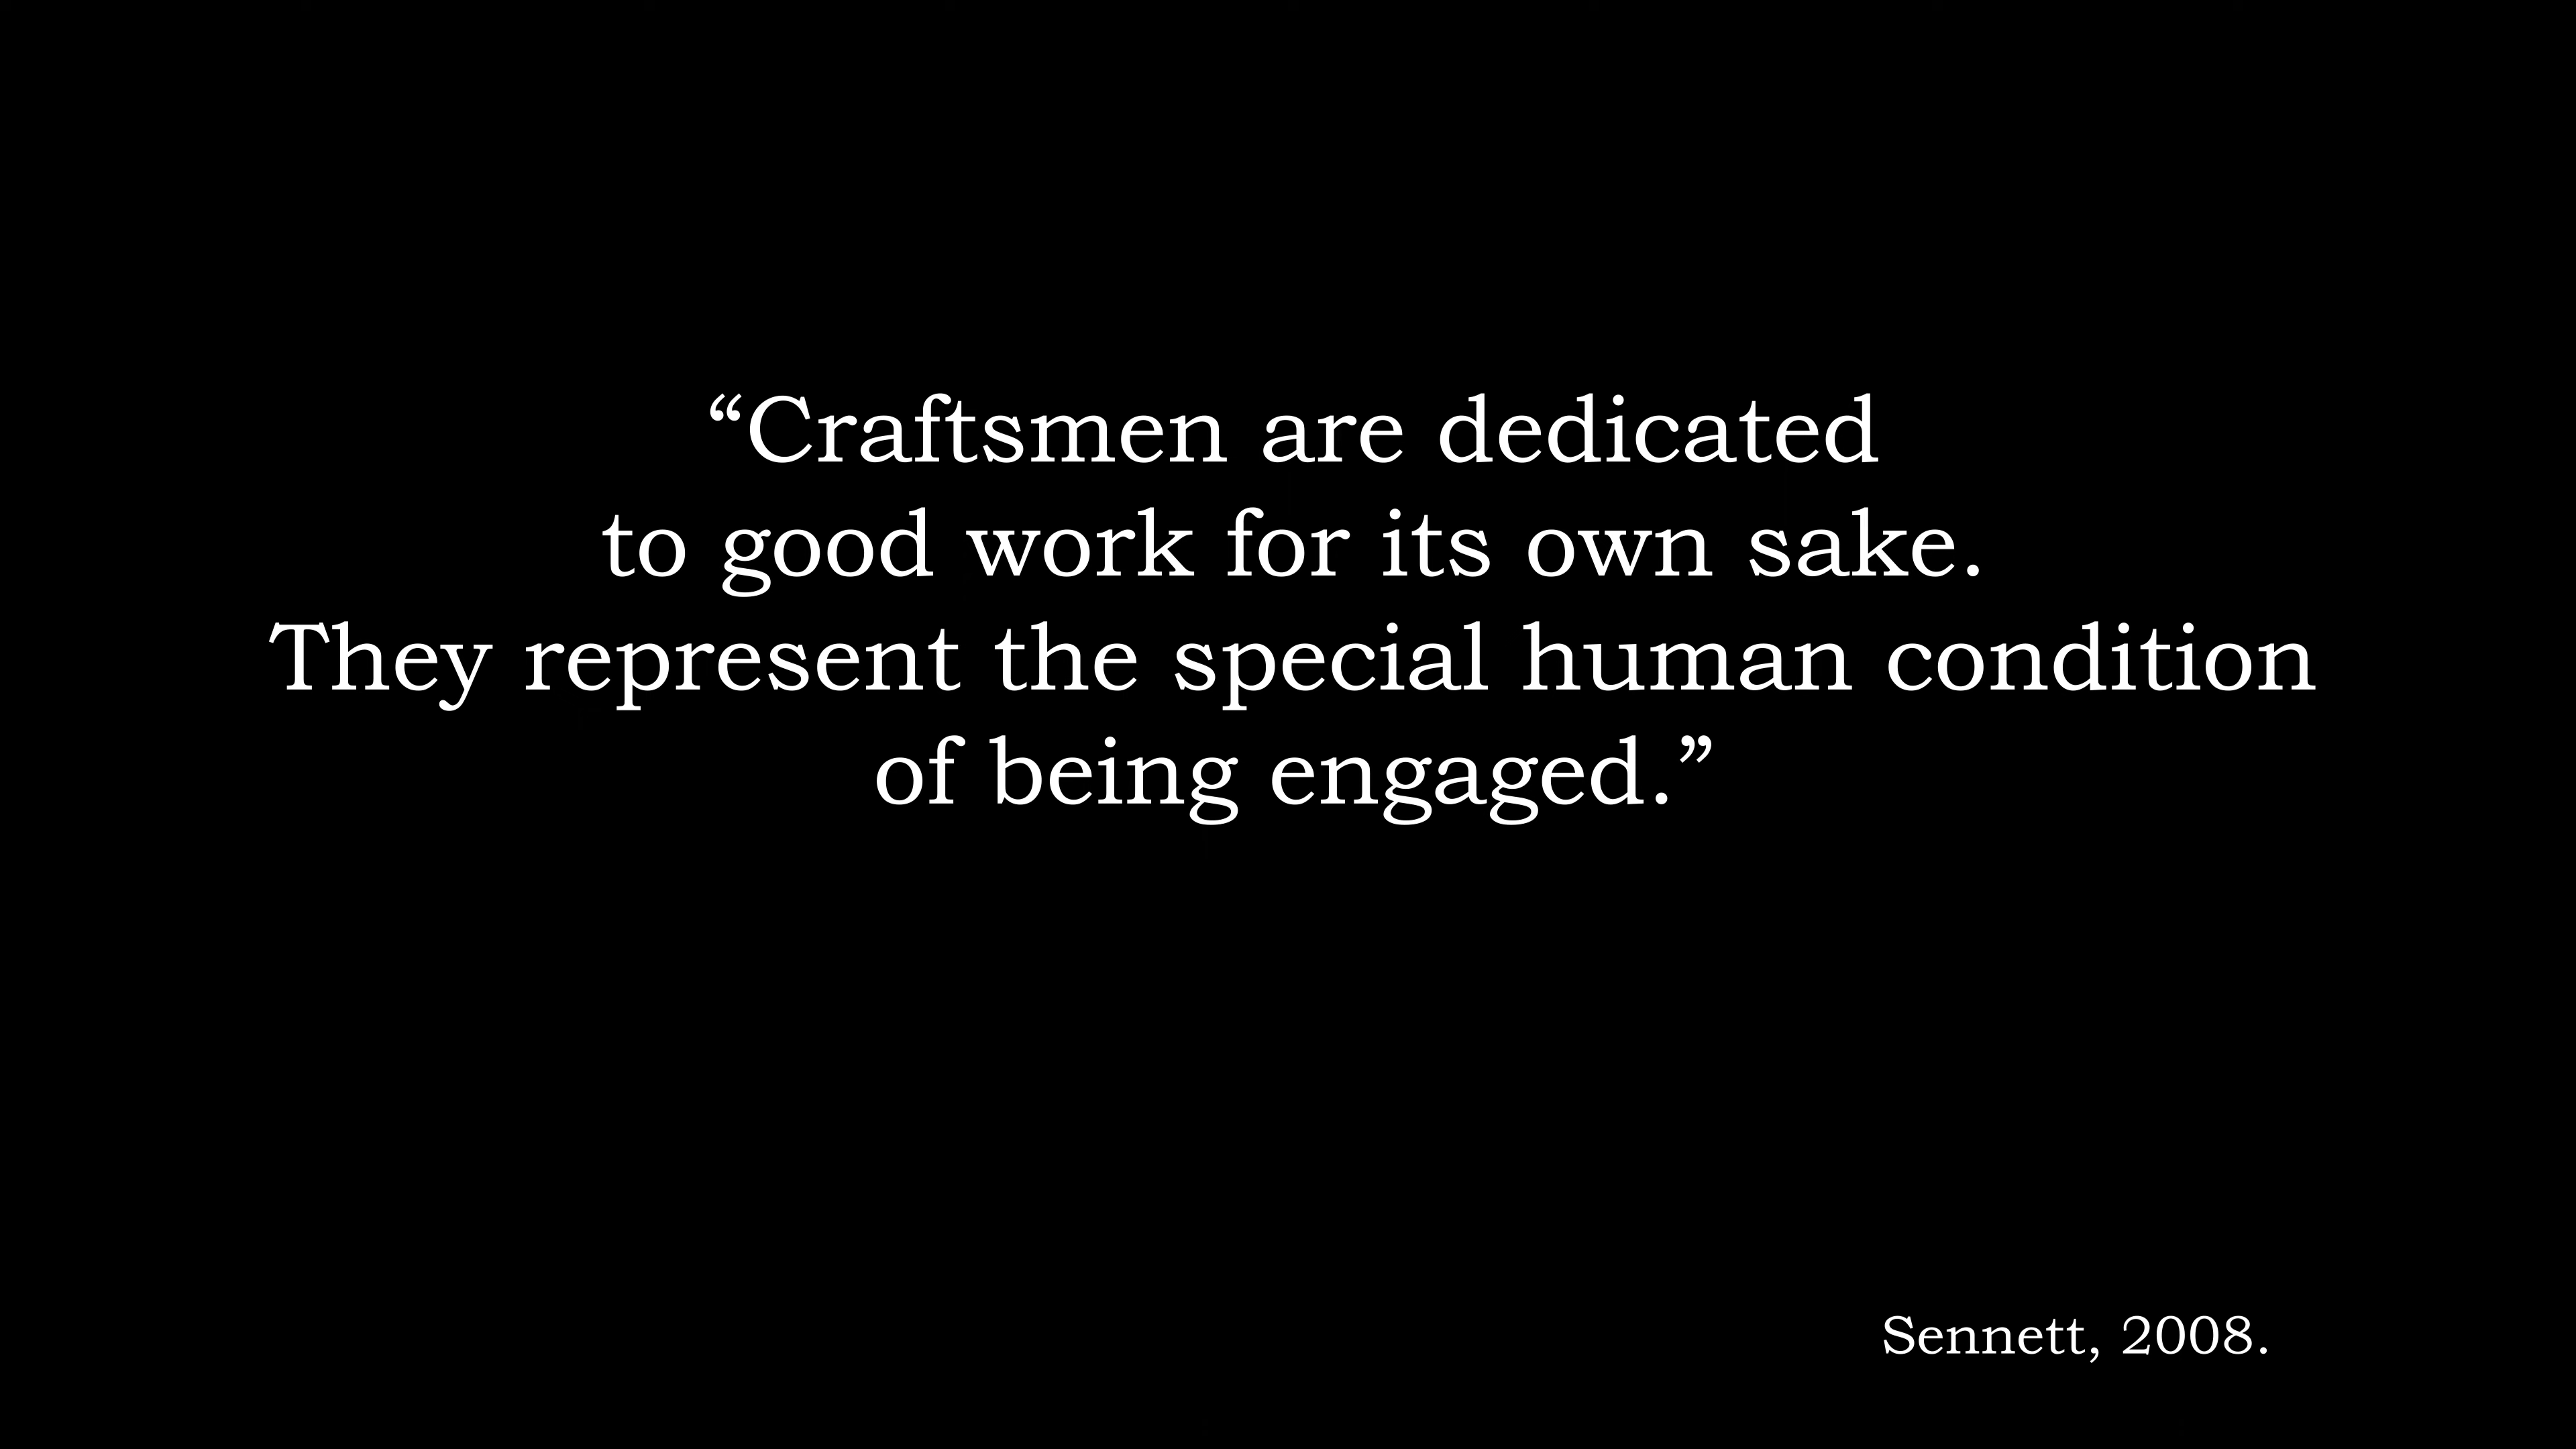 “Craftsmen are dedicated
to good work for its own sake.
They represent the special human condition
of being engaged.”
Sennett, 2008.